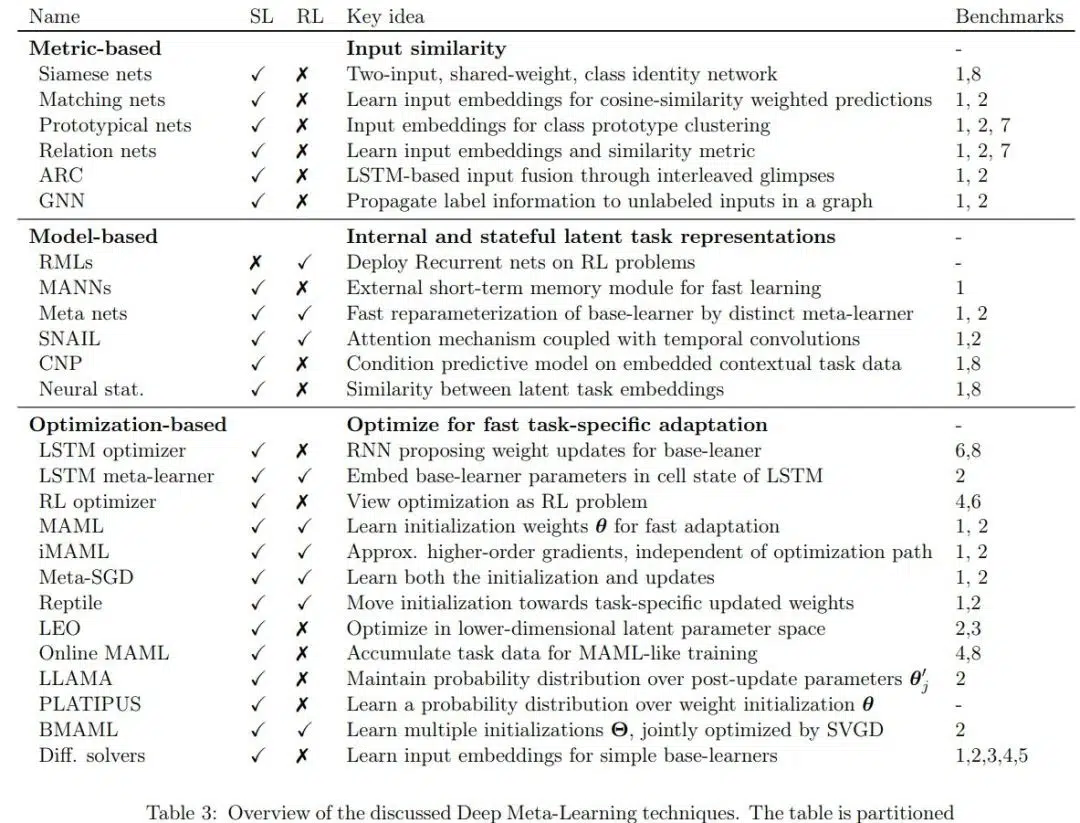 Name SL RL Key idea Benchmarks
Metric-based Input similarity -
Siamese nets ✓ ✗ Two-input, shared-weight, class identity network 1,8
Matching nets ✓ ✗ Learn input embeddings for cosine-similarity weighted predictions 1, 2
Prototypical nets ✓ ✗ Input embeddings for class prototype clustering 1, 2, 7
Relation nets ✓ ✗ Learn input embeddings and similarity metric 1, 2, 7
ARC ✓ ✗ LSTM-based input fusion through interleaved glimpses 1, 2
GNN ✓ ✗ Propagate label information to unlabeled inputs in a graph 1, 2
Model-based Internal and stateful latent task representations -
RMLs ✗ ✓ Deploy Recurrent nets on RL problems -
MANNs ✓ ✗ External short-term memory module for fast learning 1
Meta nets ✓ ✓ Fast reparameterization of base-learner by distinct meta-learner 1, 2
SNAIL ✓ ✓ Attention mechanism coupled with temporal convolutions 1,2
CNP ✓ ✗ Condition predictive model on embedded contextual task data 1,8
Neural stat. ✓ ✗ Similarity between latent task embeddings 1,8
Optimization-based Optimize for fast task-specific adaptation -
LSTM optimizer ✓ ✗ RNN proposing weight updates for base-leaner 6,8
LSTM meta-learner ✓ ✓ Embed base-learner parameters in cell state of LSTM 2
RL optimizer ✓ ✗ View optimization as RL problem 4,6
MAML ✓ ✓ Learn initialization weights θ for fast adaptation 1, 2
iMAML ✓ ✓ Approx. higher-order gradients, independent of optimization path 1, 2
Meta-SGD ✓ ✓ Learn both the initialization and updates 1, 2
Reptile ✓ ✓ Move initialization towards task-specific updated weights 1,2
LEO ✓ ✗ Optimize in lower-dimensional latent parameter space 2,3
Online MAML ✓ ✗ Accumulate task data for MAML-like training 4,8
LLAMA ✓ ✗ Maintain probability distribution over post-update parameters θ′j 2
PLATIPUS ✓ ✗ Learn a probability distribution over weight initialization θ -
BMAML ✓ ✓ Learn multiple initializations Θ, jointly optimized by SVGD 2
Diff. solvers ✓ ✗ Learn input embeddings for simple base-learners 1,2,3,4,5
Table 3: Overview of the discussed Deep Meta-Learning techniques. The table is partitioned